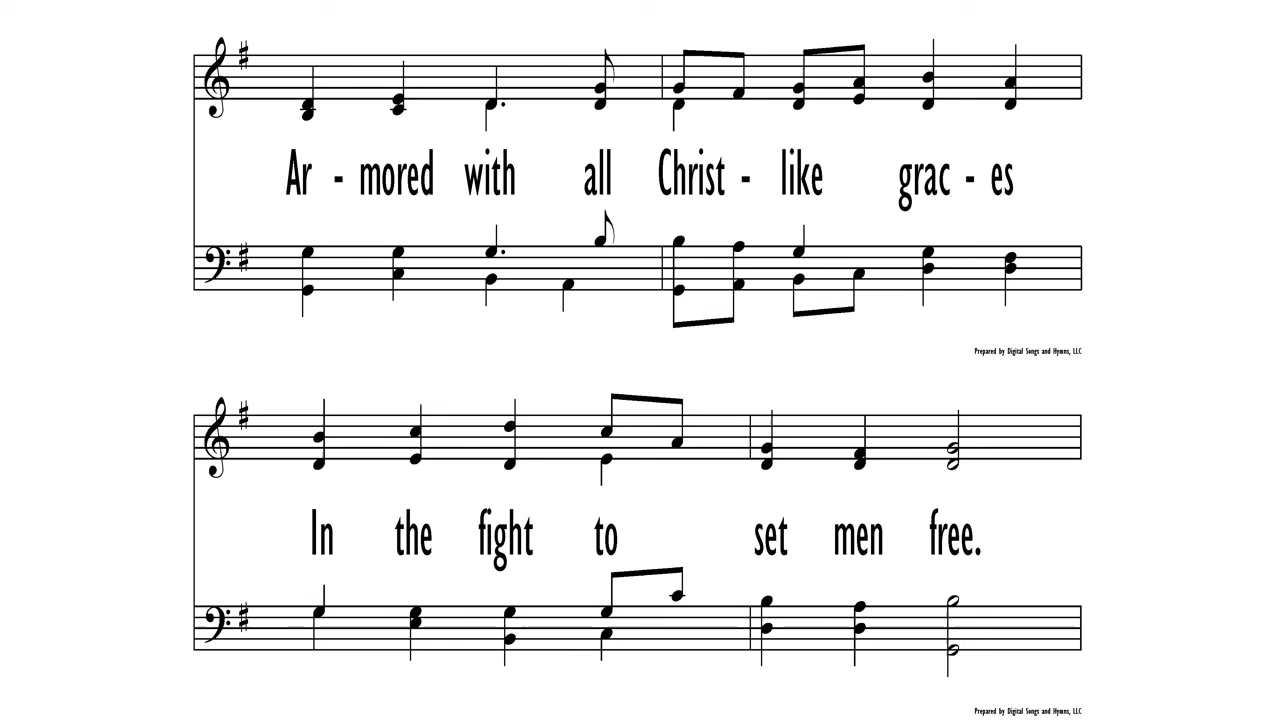 Ar - mored with all Christ - like grac - es
Prepared by Digital Songs and Hymns, LLC
In the fight to set men free.
Prepared by Digital Songs and Hymns, LLC